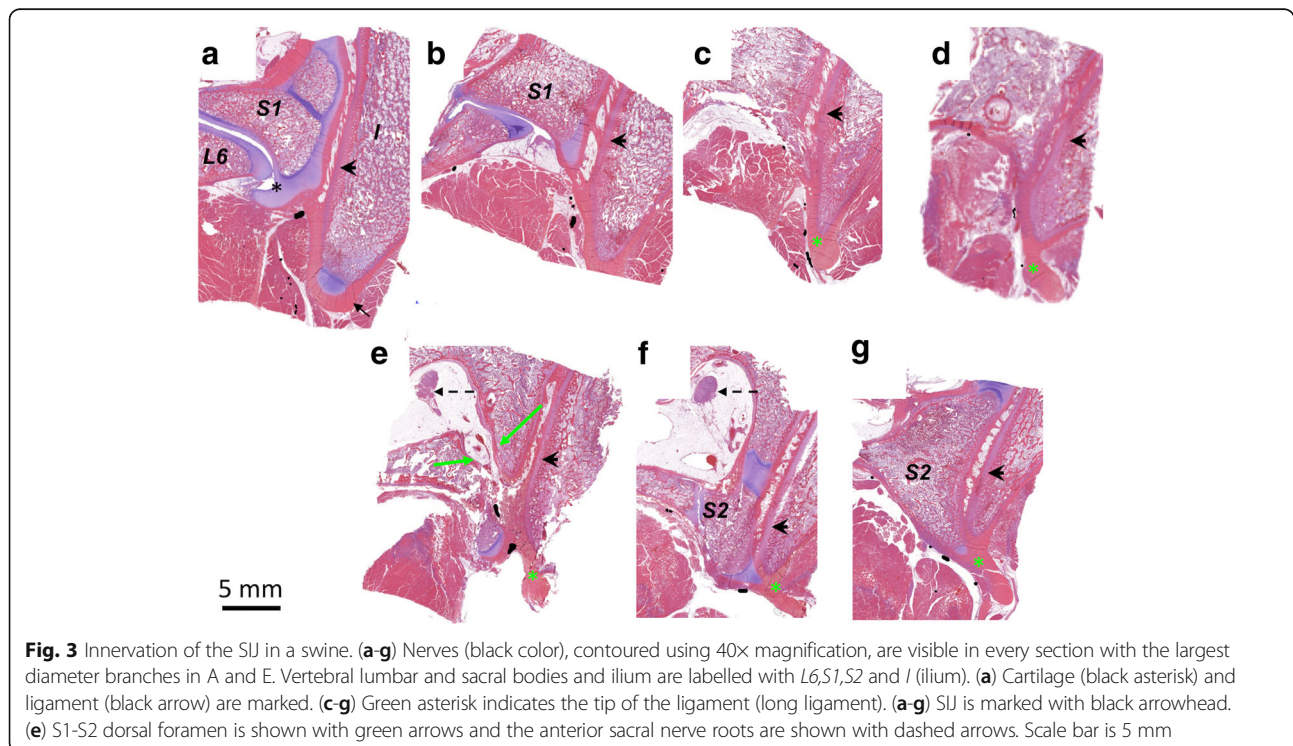 a
b
c
d
S1
I
L6
*
S1
*
*
e
f
g
S2
S2
*
*
*
5 mm
Fig. 3 Innervation of the SIJ in a swine. (a-g) Nerves (black color), contoured using 40× magnification, are visible in every section with the largest
diameter branches in A and E. Vertebral lumbar and sacral bodies and ilium are labelled with L6,S1,S2 and I (ilium). (a) Cartilage (black asterisk) and
ligament (black arrow) are marked. (c-g) Green asterisk indicates the tip of the ligament (long ligament). (a-g) SIJ is marked with black arrowhead.
(e) S1-S2 dorsal foramen is shown with green arrows and the anterior sacral nerve roots are shown with dashed arrows. Scale bar is 5 mm